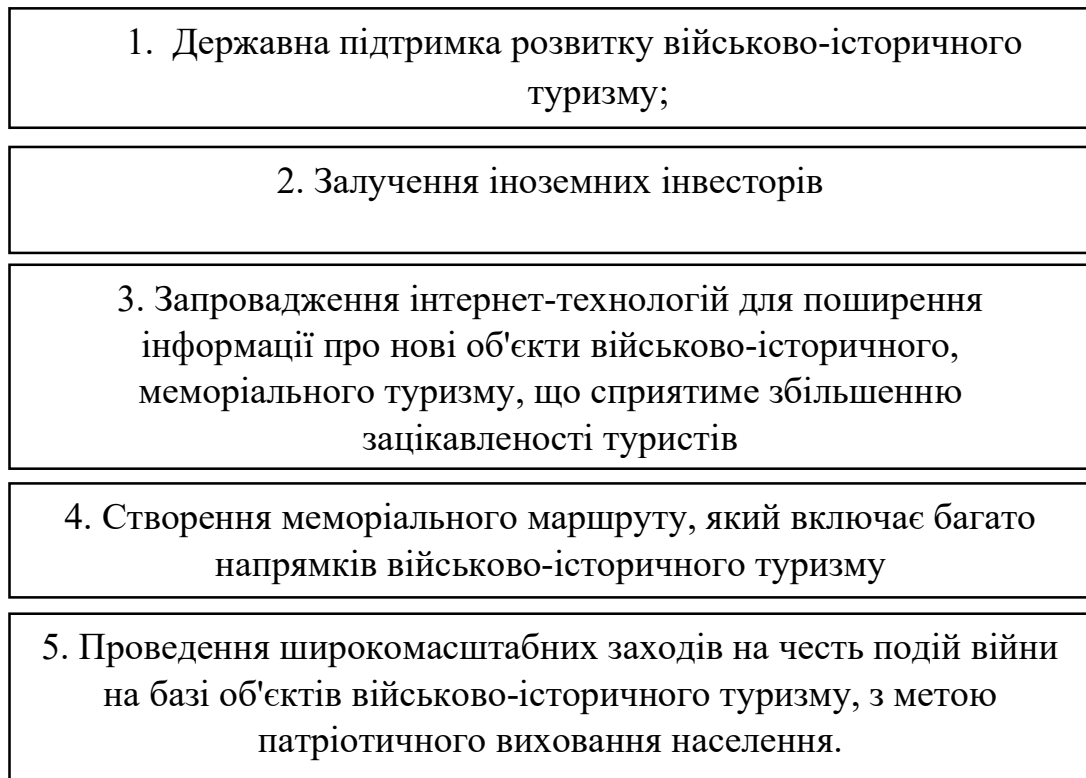 1. Державна підтримка розвитку військово-історичного
туризму;
2. Залучення іноземних інвесторів
3. Запровадження інтернет-технологій для поширення
інформації про нові об'єкти військово-історичного,
меморіального туризму, що сприятиме збільшенню
зацікавленості туристів
4. Створення меморіального маршруту, який включає багато
напрямків військово-історичного туризму
5. Проведення широкомасштабних заходів на честь подій війни
на базі об'єктів військово-історичного туризму, з метою
патріотичного виховання населення.